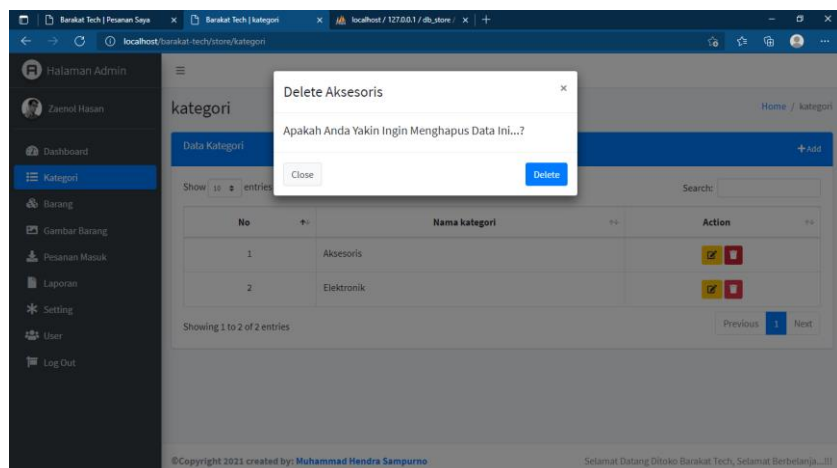 Barakat Tech | Pesanan Saya
Barakat Tech | kategori
localhost / 127.0.0.1 / db_store /
localhost/barakat-tech/store/kategori
Halaman Admin
Zaenol Hasan
Dashboard
Kategori
Barang
Gambar Barang
Pesanan Masuk
Laporan
Setting
User
Log Out
Delete Aksesoris ×
Apakah Anda Yakin Ingin Menghapus Data Ini...?
Close Delete
kategori Home / kategori
Data Kategori +Add
Show 10 entries Search:
No Nama kategori Action
1 Aksesoris
2 Elektronik
Showing 1 to 2 of 2 entries Previous 1 Next
©Copyright 2021 created by: Muhammad Hendra Sampurno Selamat Datang Ditoko Barakat Tech, Selamat Berbelanja...!!!